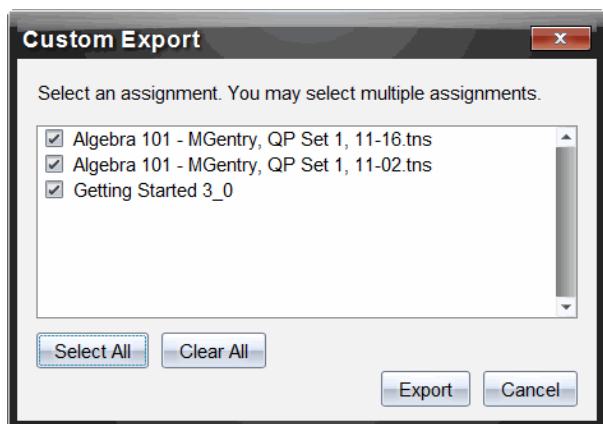 Custom Export
Select an assignment. You may select multiple assignments.
Algebra 101 - MGentry, QP Set 1, 11-16.tns
Algebra 101 - MGentry, QP Set 1, 11-02.tns
Getting Started 3_0
Select All Clear All
Export Cancel